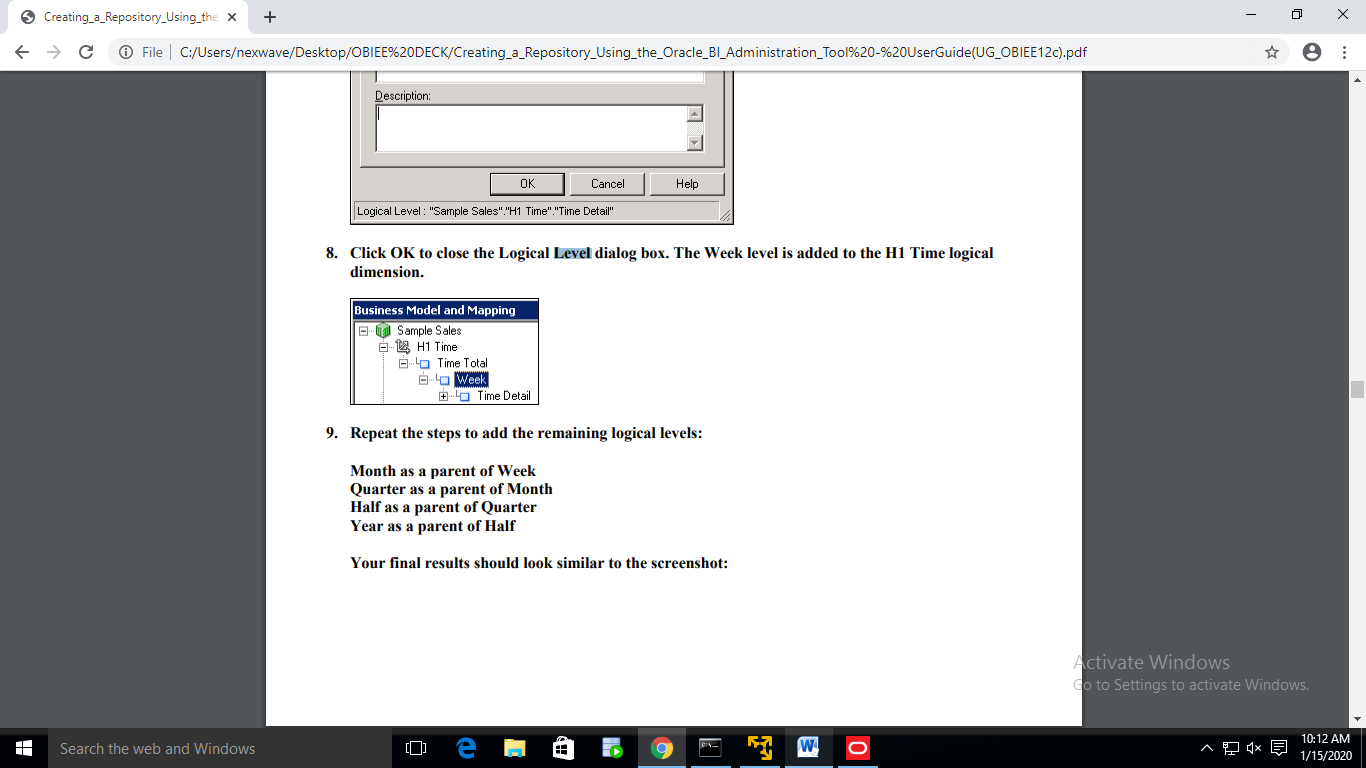 Creating_a_Repository_Using_the
File
C:/Users/nexwave/Desktop/OBIEE%20DECK/Creating_a_Repository_Using_the_Oracle_BI_Administration_Tool%20-%20UserGuide(UG_OBIEE12c).pdf
Description:
OK
Cancel
Help
Logical Level : "Sample Sales"."H1 Time"."Time Detail"
8. Click OK to close the Logical Level dialog box. The Week level is added to the H1 Time logical
dimension.
Business Model and Mapping
Sample Sales
H1 Time
Time Total
Week
Time Detail
9. Repeat the steps to add the remaining logical levels:
Month as a parent of Week
Quarter as a parent of Month
Half as a parent of Quarter
Year as a parent of Half
Your final results should look similar to the screenshot:
Activate Windows
Go to Settings to activate Windows.
Search the web and Windows
10:12 AM
1/15/2020